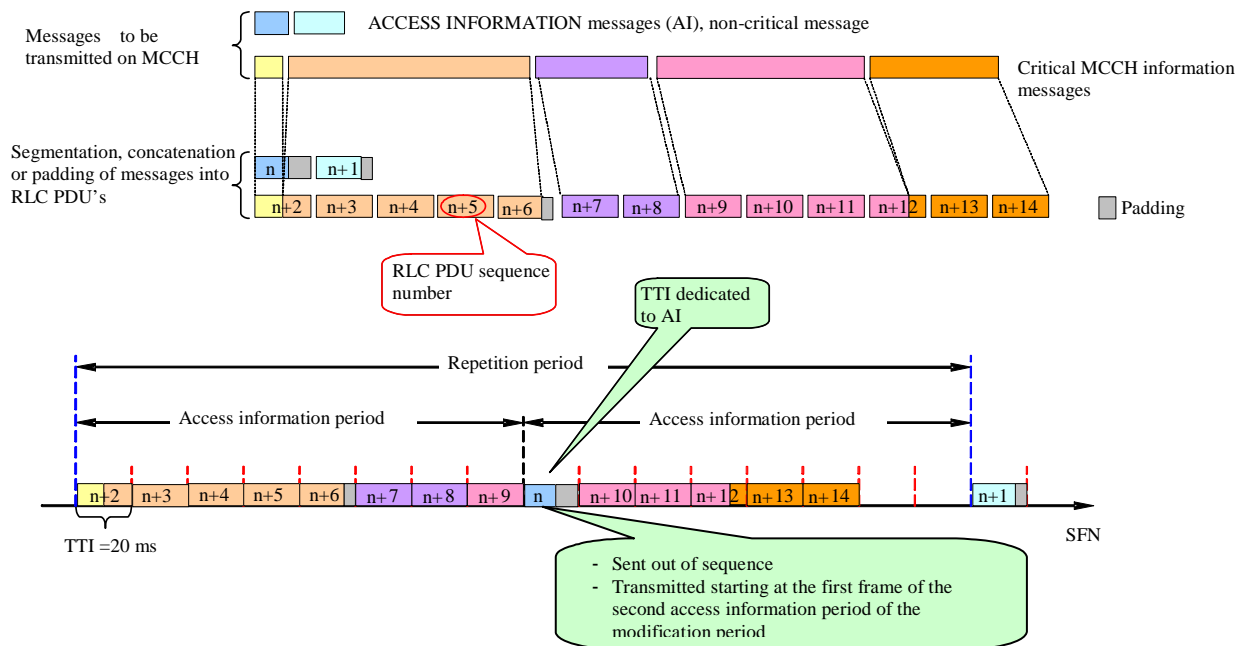 ACCESS INFORMATION messages (AI), non-critical message
Messages to be
transmitted on MCCH
Critical MCCH information
messages
Segmentation, concatenation
or padding of messages into
RLC PDU's
n
n+1
n+2
n+3
n+4
n+5
n+6
n+7
n+8
n+9
n+10
n+11
n+12
n+13
n+14
Padding
RLC PDU sequence
number
TTI dedicated
to AI
Repetition period
Access information period
Access information period
n+2
n+3
n+4
n+5
n+6
n+7
n+8
n+9
n
n+10
n+11
n+12
n+13
n+14
n+1
TTI =20 ms
SFN
- Sent out of sequence
- Transmitted starting at the first frame of the
second access information period of the
modification period